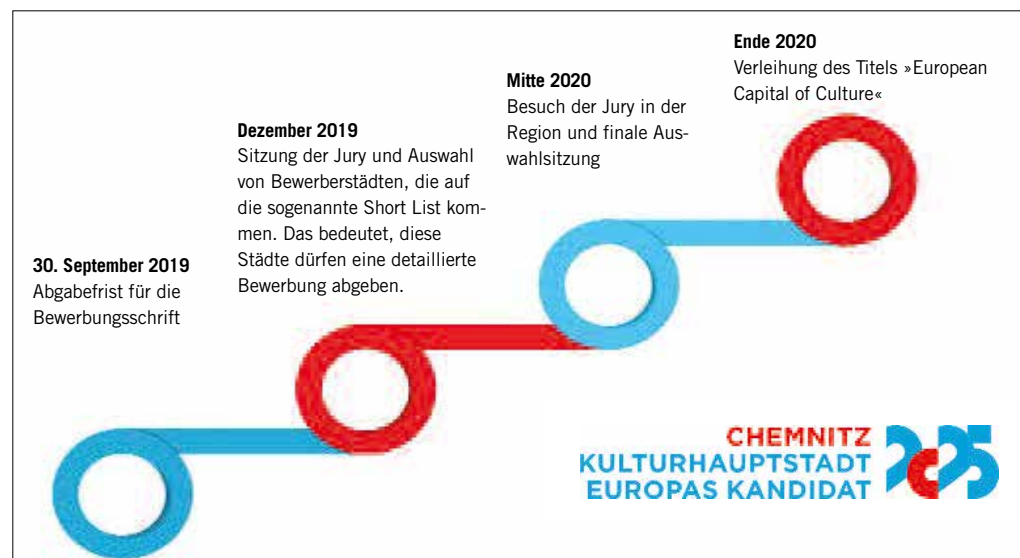 30. September 2019
Abgabefrist für die
Bewerbungsschrift
Dezember 2019
Sitzung der Jury und Auswahl
von Bewerberstädten, die auf
die sogenannte Short List kom-
men. Das bedeutet, diese
Städte dürfen eine detaillierte
Bewerbung abgeben.
Mitte 2020
Besuch der Jury in der
Region und finale Aus-
wahlsitzung
Ende 2020
Verleihung des Titels »European
Capital of Culture«
CHEMNITZ
KULTURHAUPTSTADT
EUROPAS KANDIDAT
2025